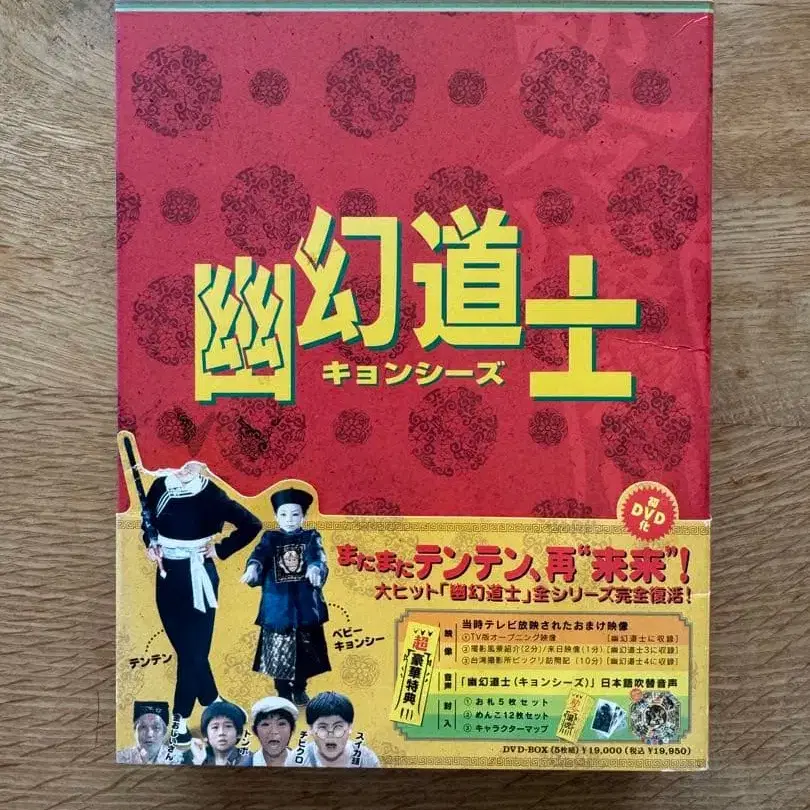 幽幻道士
キョンシーズ
初
DVD
化
またまたテンテン、再“来来”!
大ヒット「幽幻道士」全シリーズ完全復活!
テンテン
ベビー
キョンシー
金おじいさん
トンボ
チビクロ
スイカ頭
超豪華特典
映像
当時テレビ放映されたおまけ映像
①TV版オープニング映像 [幽幻道士に収録]
②撮影風景紹介(2分)/来日映像(1分) [幽幻道士3に収録]
③台湾撮影所ビックリ訪問記(10分) [幽幻道士4に収録]
音声
「幽幻道士(キョンシーズ)」日本語吹替音声
封入
①お札5枚セット
②めんこ12枚セット
③キャラクターマップ
DVD-BOX(5枚組) ¥19,000(税込 ¥19,950)